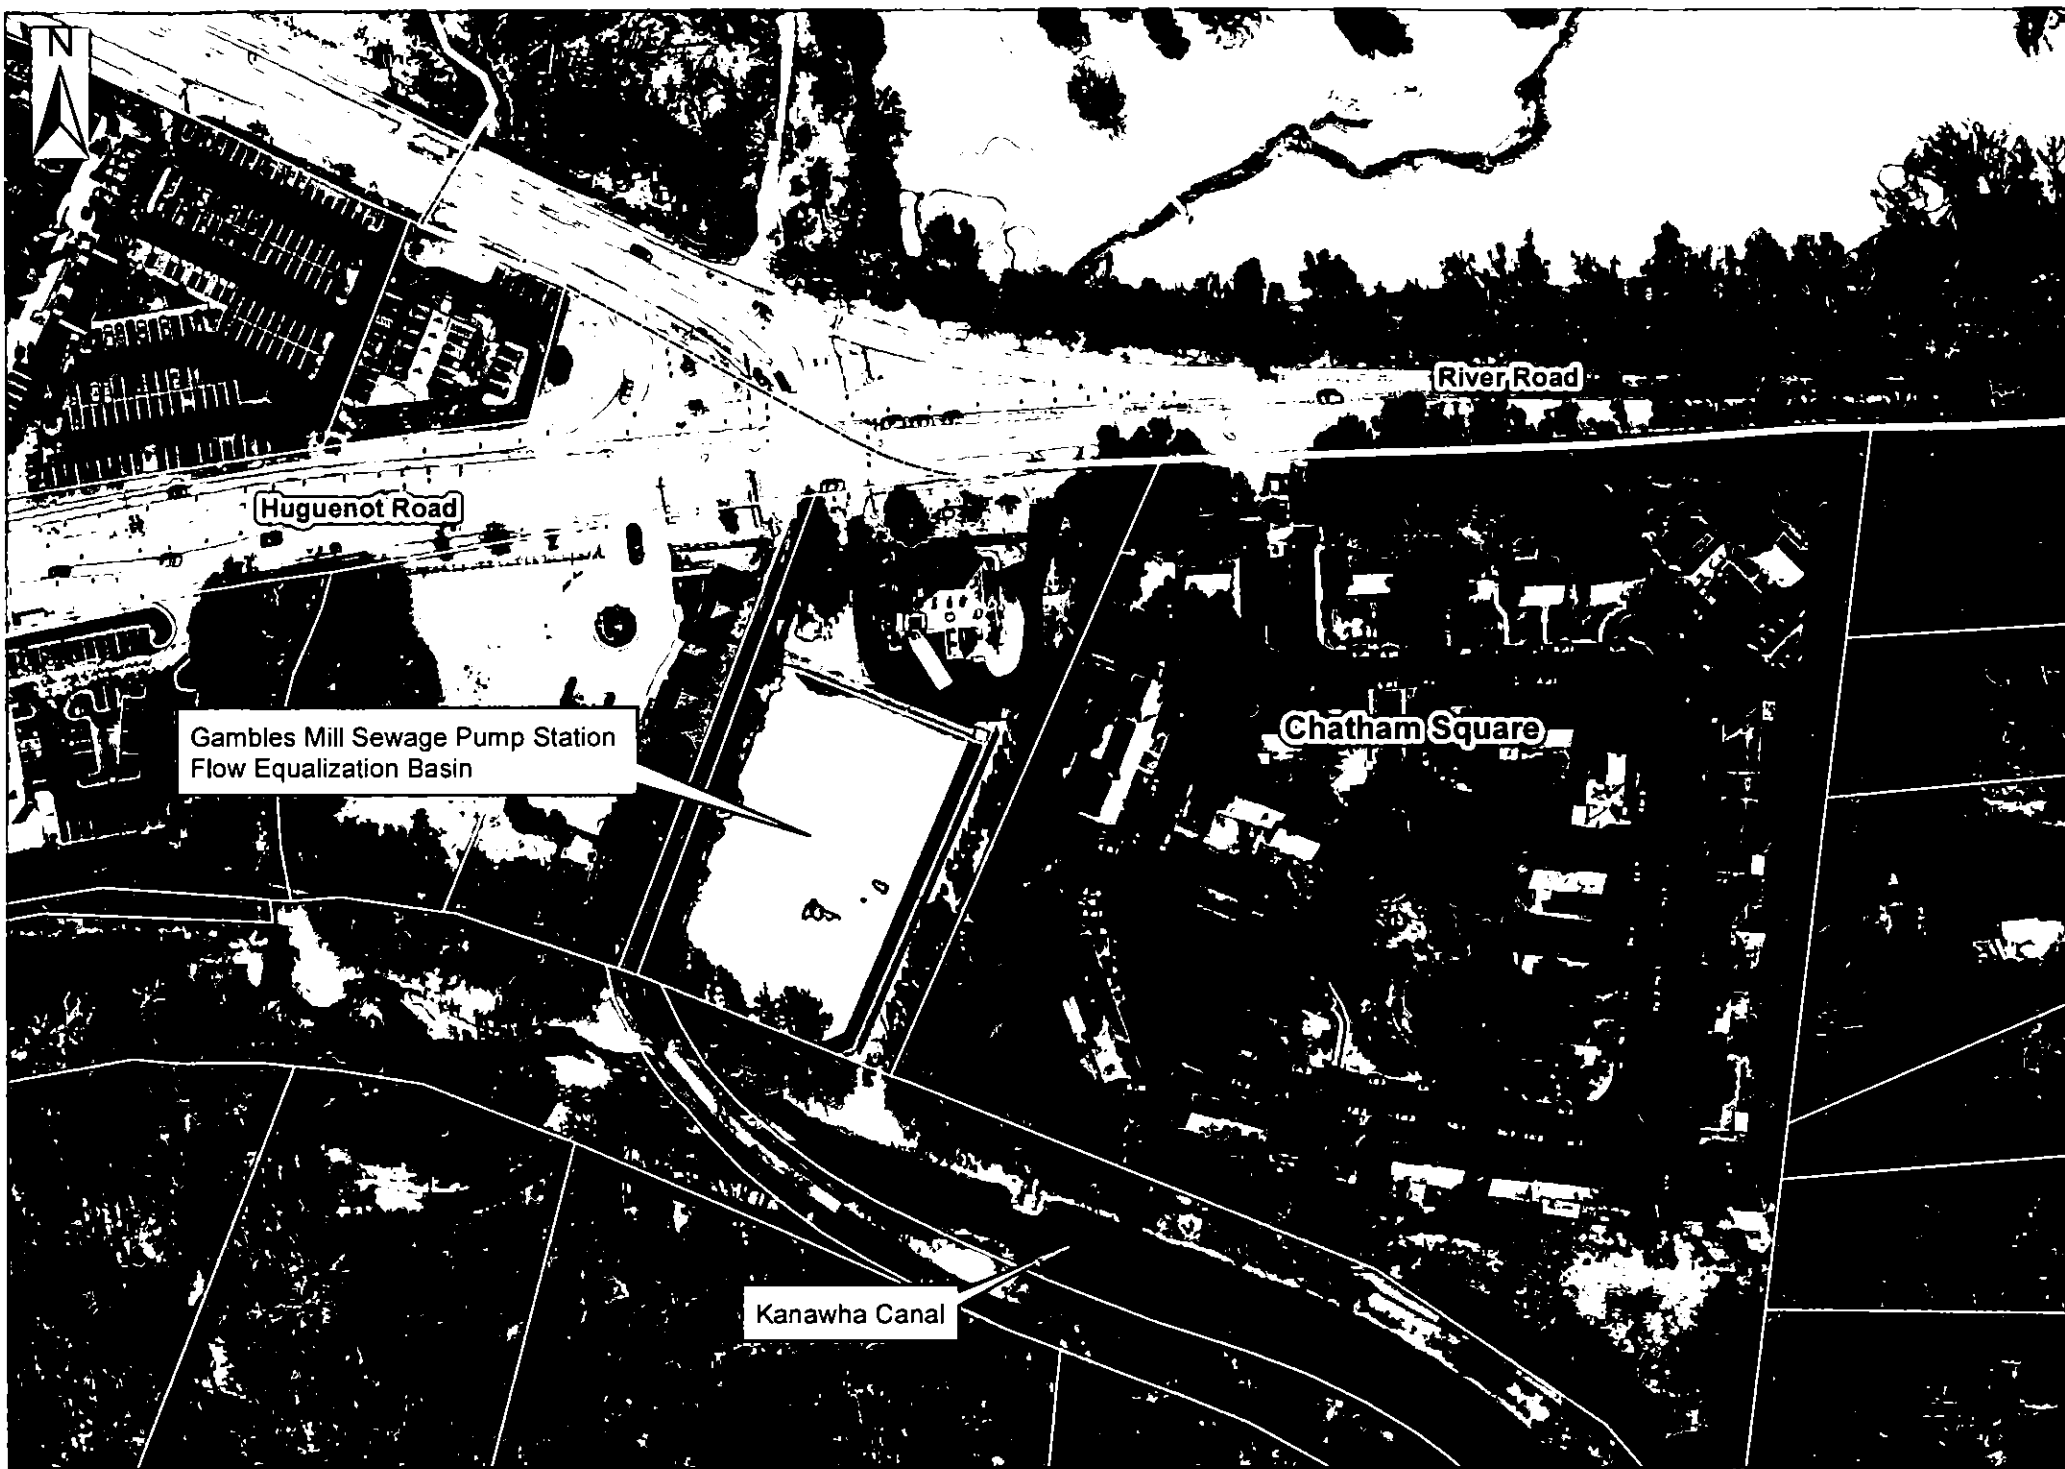 N
River Road
Huguenot Road
Gambles Mill Sewage Pump Station
Flow Equalization Basin
Chatham Square
Kanawha Canal